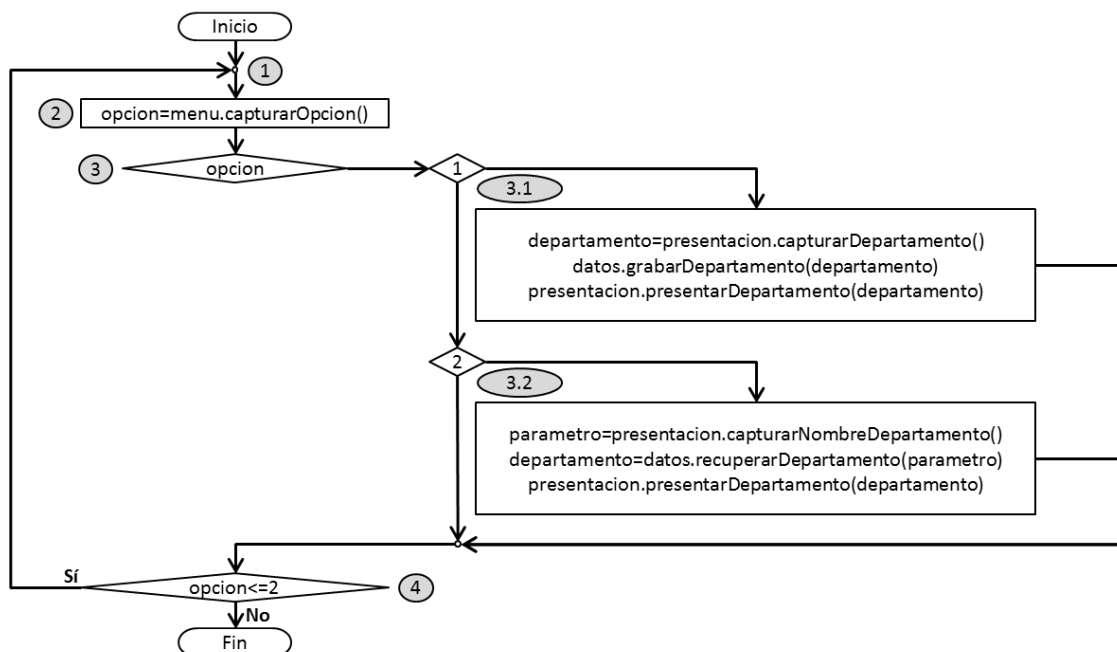 Inicio
1
2
opcion=menu.capturarOpcion()
3
opcion
1
3.1
departamento=presentacion.capturarDepartamento()
datos.grabarDepartamento(departamento)
presentacion.presentarDepartamento(departamento)
2
3.2
parametro=presentacion.capturarNombreDepartamento()
departamento=datos.recuperarDepartamento(parametro)
presentacion.presentarDepartamento(departamento)
Sí
opcion<=2
4
No
Fin